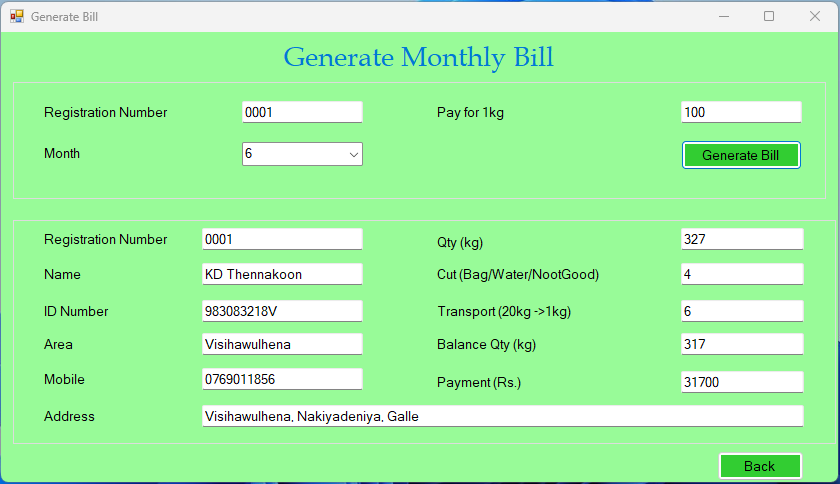 Generate Bill
Generate Monthly Bill
Registration Number 0001 Pay for 1kg 100
Month 6 Generate Bill
Registration Number 0001 Qty (kg) 327
Name KD Thennakoon Cut (Bag/Water/NootGood) 4
ID Number 983083218V Transport (20kg ->1kg) 6
Area Visihawulhena Balance Qty (kg) 317
Mobile 0769011856 Payment (Rs.) 31700
Address Visihawulhena, Nakiyadeniya, Galle
Back